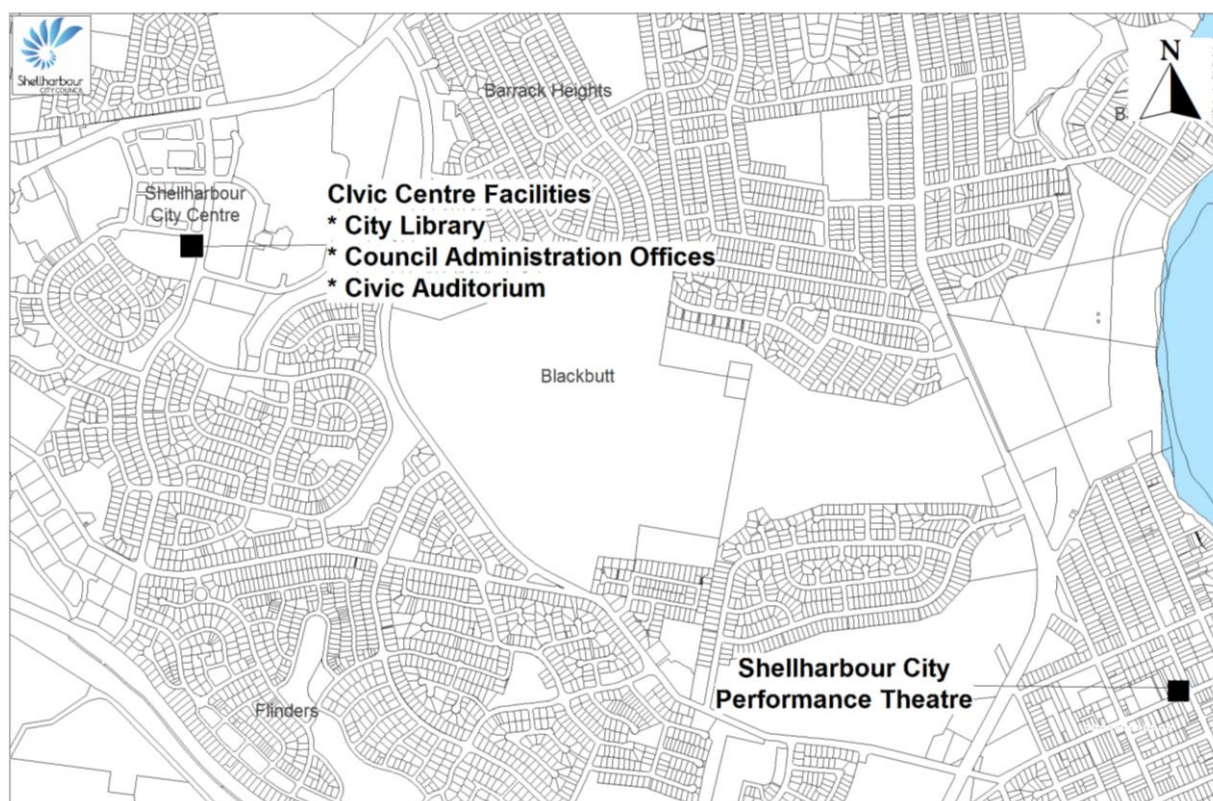 Shellharbour
CITY COUNCIL
N
Barrack Heights
Shellharbour
City Centre
CIvic Centre Facilities
* City Library
* Council Administration Offices
* Civic Auditorium
Blackbutt
Shellharbour City
Performance Theatre
Flinders